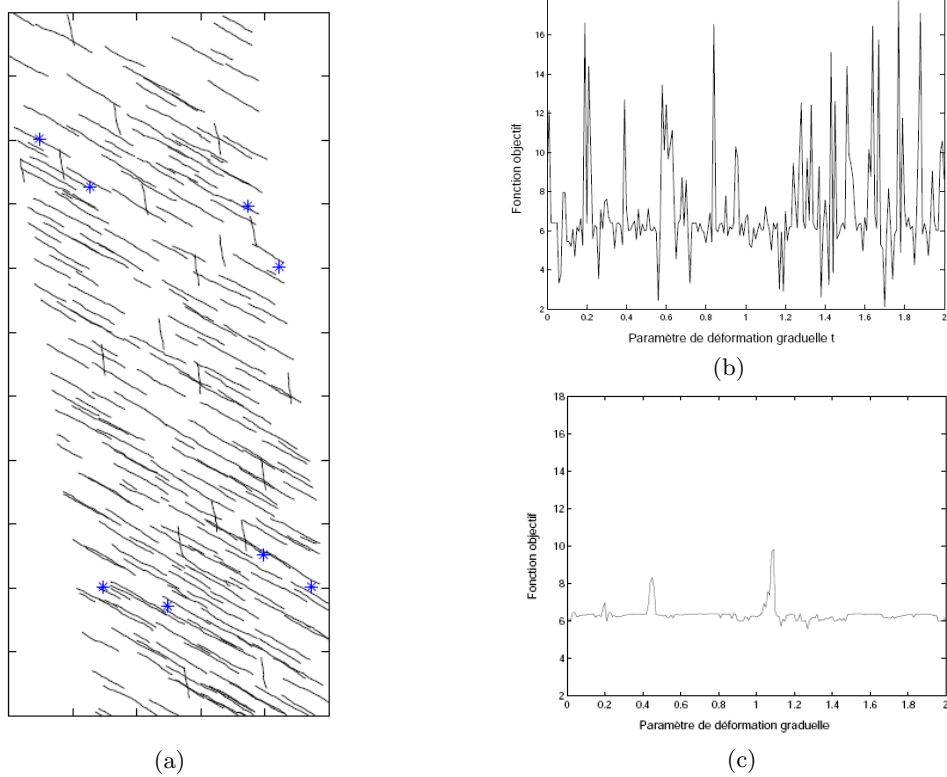 (a)
Fonction objectif
16
14
12
10
8
6
4
2
0.2 0.4 0.6 0.8 1 1.2 1.4 1.6 1.8 2
Paramètre de déformation graduelle t
(b)
Fonction objectif
18
16
14
12
10
8
6
4
2
0 0.2 0.4 0.6 0.8 1 1.2 1.4 1.6 1.8 2
Paramètre de déformation graduelle
(c)